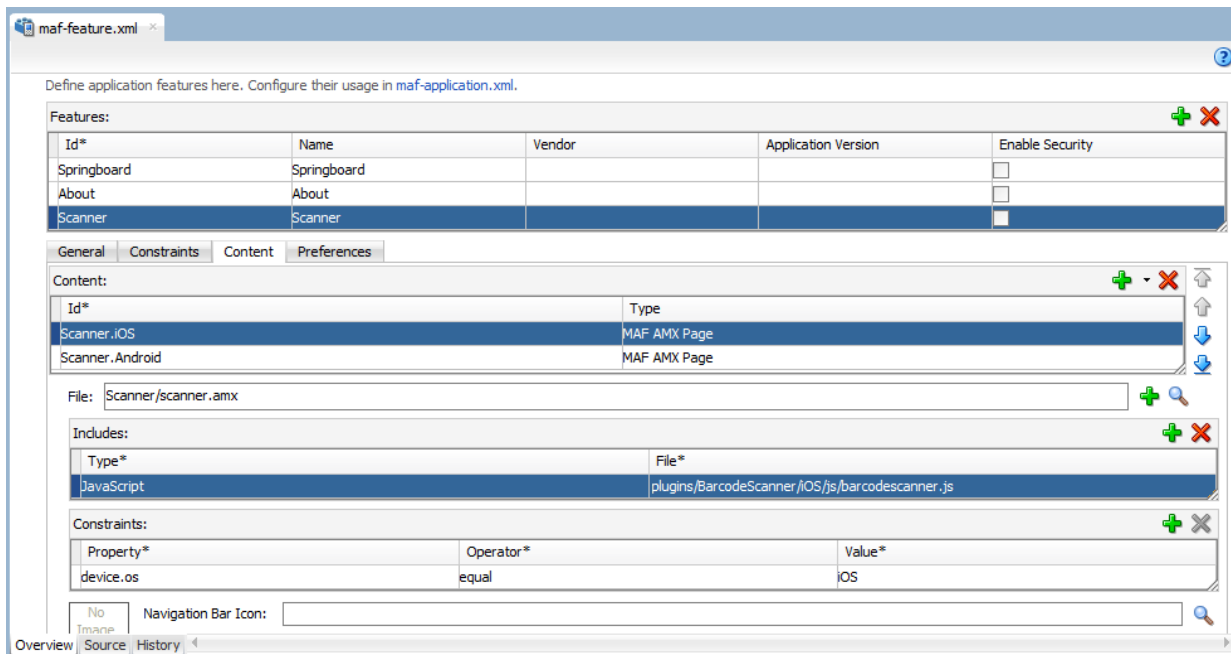 maf-feature.xml
Define application features here. Configure their usage in maf-application.xml.
Features:
Id* Name Vendor Application Version Enable Security
Springboard Springboard
About About
Scanner Scanner
General Constraints Content Preferences
Content:
Id* Type
Scanner.iOS MAF AMX Page
Scanner.Android MAF AMX Page
File: Scanner/scanner.amx
Includes:
Type* File*
JavaScript plugins/BarcodeScanner/iOS/js/barcodescanner.js
Constraints:
Property* Operator* Value*
device.os equal iOS
No Navigation Bar Icon:
Image
Overview Source History